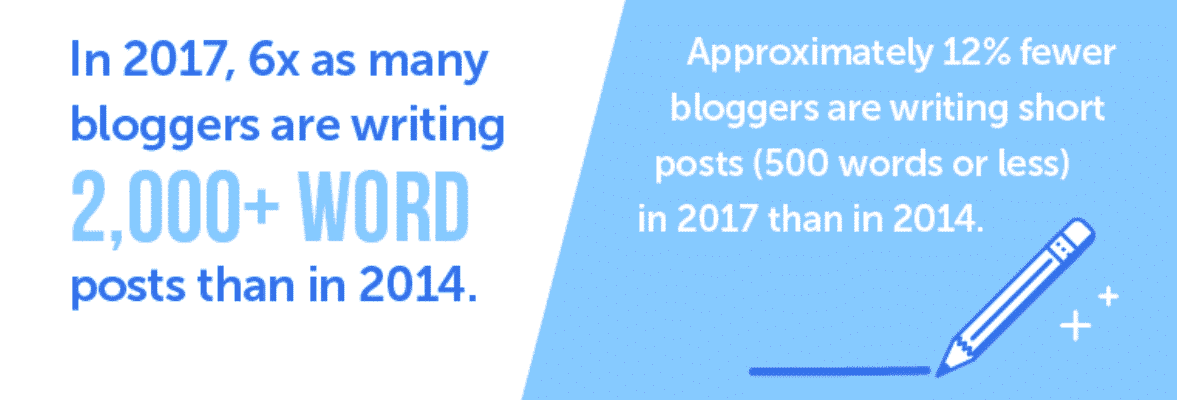 In 2017, 6x as many
bloggers are writing
2,000+ WORD
posts than in 2014.
Approximately 12% fewer
bloggers are writing short
posts (500 words or less)
in 2017 than in 2014.